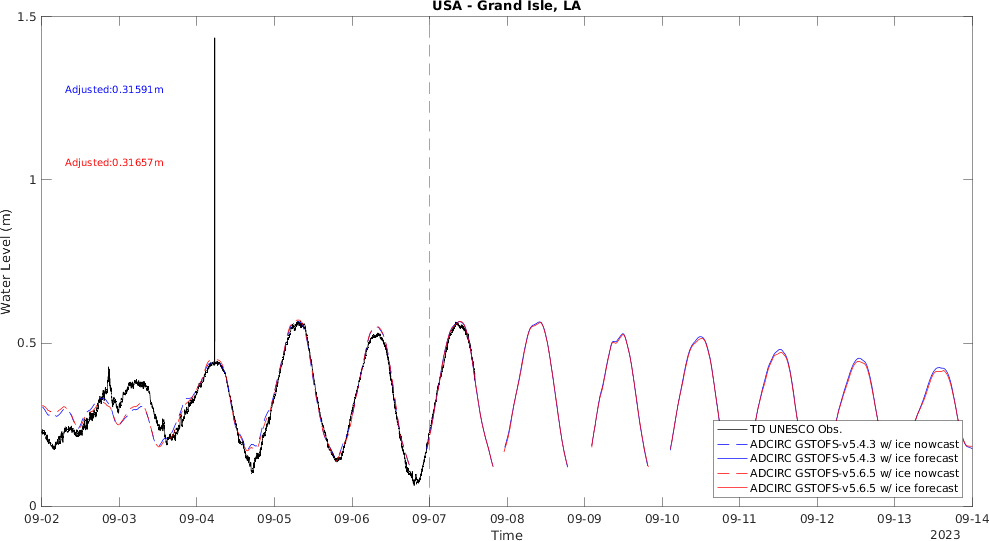 USA - Grand Isle, LA
1.5
Adjusted:0.31591m
Adjusted:0.31657m
1
Water Level (m)
0.5
TD UNESCO Obs.
ADCIRC GSTOFS-v5.4.3 w/ ice nowcast
ADCIRC GSTOFS-v5.4.3 w/ ice forecast
ADCIRC GSTOFS-v5.6.5 w/ ice nowcast
ADCIRC GSTOFS-v5.6.5 w/ ice forecast
0
09-02 09-03 09-04 09-05 09-06 09-07 09-08 09-09 09-10 09-11 09-12 09-13 09-14
Time
2023